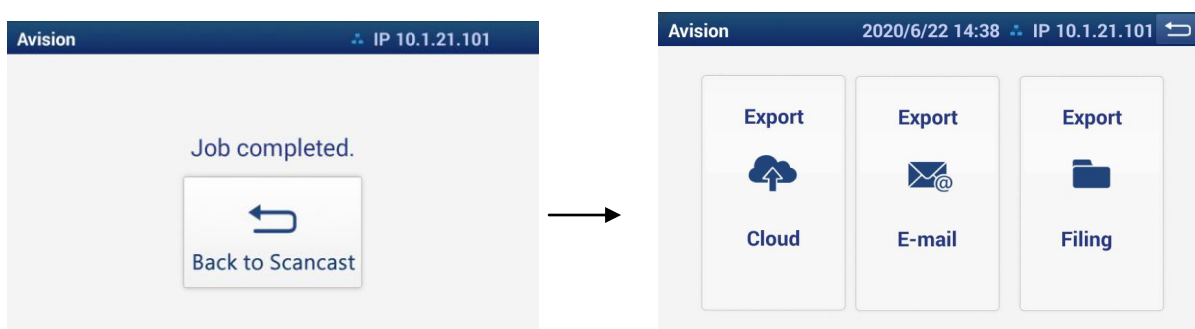 Avision IP 10.1.21.101
Job completed.
Back to Scancast
Avision 2020/6/22 14:38 IP 10.1.21.101
Export Export Export
@
Cloud E-mail Filing